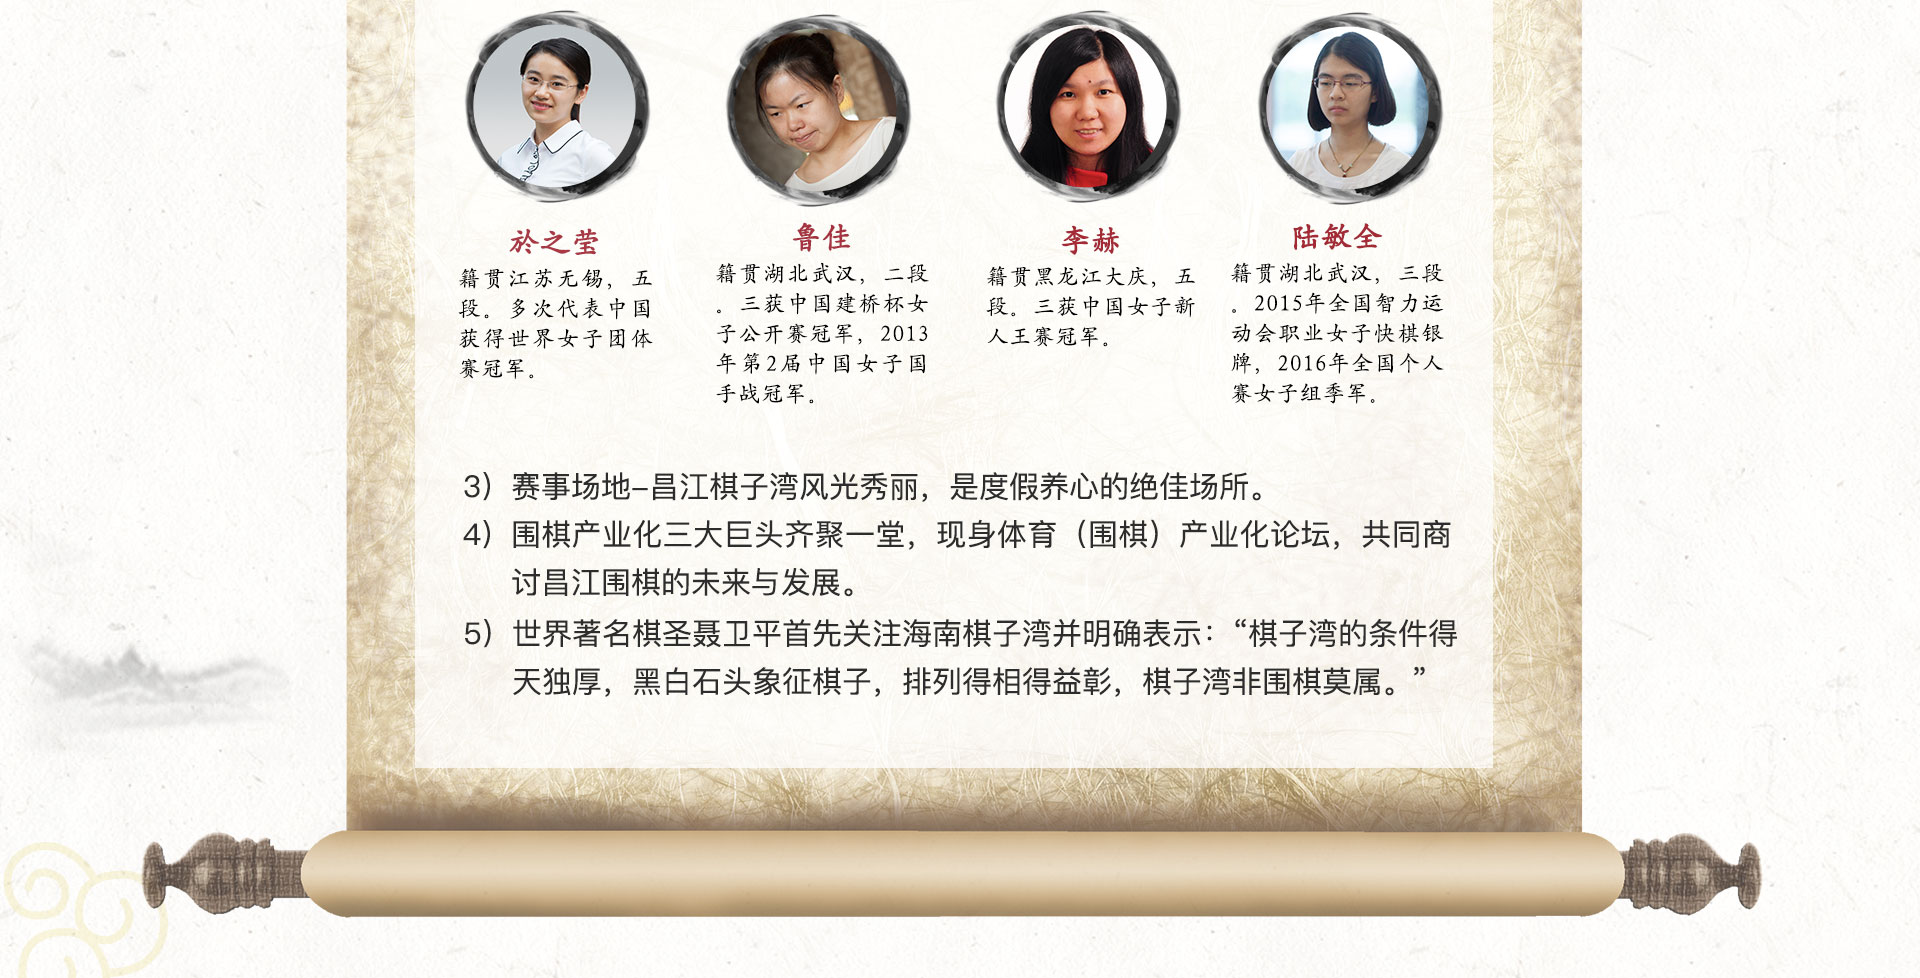 於之莹
籍贯江苏无锡，五
段。多次代表中国
获得世界女子团体
赛冠军。
鲁佳
籍贯湖北武汉，二段
。三获中国建桥杯女
子公开赛冠军，2013
年第2届中国女子国
手战冠军。
李赫
籍贯黑龙江大庆，五
段。三获中国女子新
人王赛冠军。
陆敏全
籍贯湖北武汉，三段
。2015年全国智力运
动会职业女子快棋银
牌，2016年全国个人
赛女子组季军。
3）赛事场地–昌江棋子湾风光秀丽，是度假养心的绝佳场所。
4）围棋产业化三大巨头齐聚一堂，现身体育（围棋）产业化论坛，共同商
讨昌江围棋的未来与发展。
5）世界著名棋圣聂卫平首先关注海南棋子湾并明确表示：“棋子湾的条件得
天独厚，黑白石头象征棋子，排列得相得益彰，棋子湾非围棋莫属。”